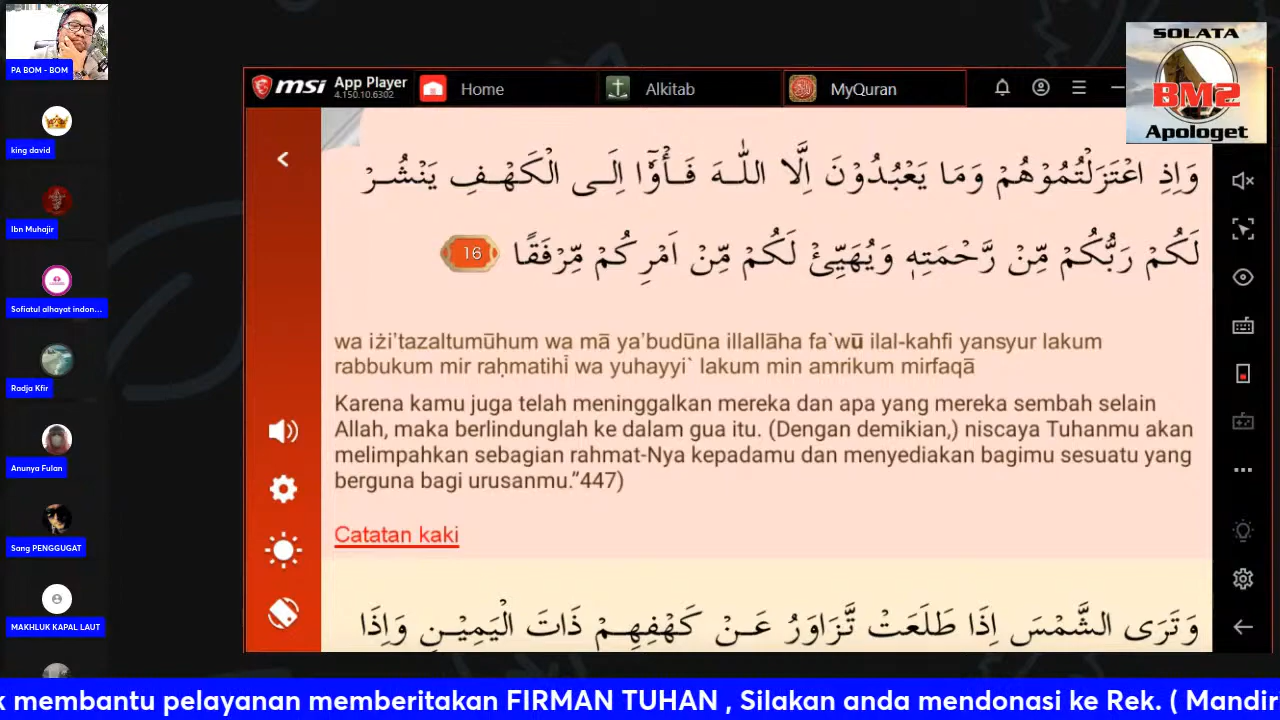 PA BOM - BOM
king david
Ibn Muhajir
Sofiatul alhayat indon...
Radja Kfir
Anunya Fulan
Sang PENGGUGAT
MAKHLUK KAPAL LAUT
msi App Player
4.150.10.6302
Home
Alkitab
MyQuran
SOLATA
BM2
Apologet
وَاِذِ اعْتَزَلْتُمُوْهُمْ وَمَا يَعْبُدُوْنَ اِلَّا اللّٰهَ فَأْوٗٓا اِلَى الْكَهْفِ يَنْشُرْ
لَكُمْ رَبُّكُمْ مِّنْ رَّحْمَتِهٖ وَيُهَيِّئْ لَكُمْ مِّنْ اَمْرِكُمْ مِّرْفَقًا 16
wa iżi'tazaltumūhum wa mā ya'budūna illallāha fa`wū ilal-kahfi yansyur lakum
rabbukum mir raḥmatihī wa yuhayyi` lakum min amrikum mirfaqā
Karena kamu juga telah meninggalkan mereka dan apa yang mereka sembah selain
Allah, maka berlindunglah ke dalam gua itu. (Dengan demikian,) niscaya Tuhanmu akan
melimpahkan sebagian rahmat-Nya kepadamu dan menyediakan bagimu sesuatu yang
berguna bagi urusanmu.”447)
Catatan kaki
وَتَرَى الشَّمْسَ اِذَا طَلَعَتْ تَّزَاوَرُ عَنْ كَهْفِهِمْ ذَاتَ الْيَمِيْنِ وَاِذَا
k membantu pelayanan memberitakan FIRMAN TUHAN , Silakan anda mendonasi ke Rek. ( Mandir